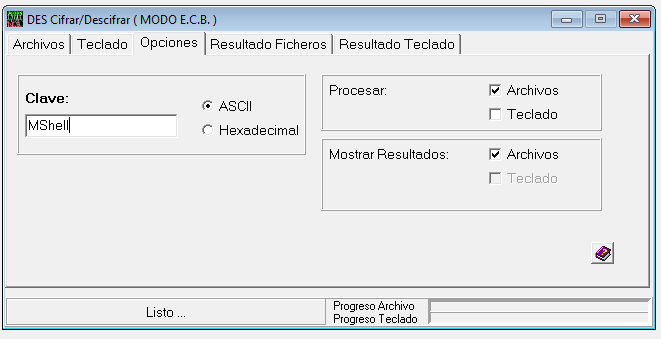 DES Cifrar/Descifrar ( MODO E.C.B. )
Archivos Teclado Opciones Resultado Ficheros Resultado Teclado
Clave:
MShell
ASCII
Hexadecimal
Procesar:
Archivos
Teclado
Mostrar Resultados:
Archivos
Teclado
Listo ...
Progreso Archivo
Progreso Teclado